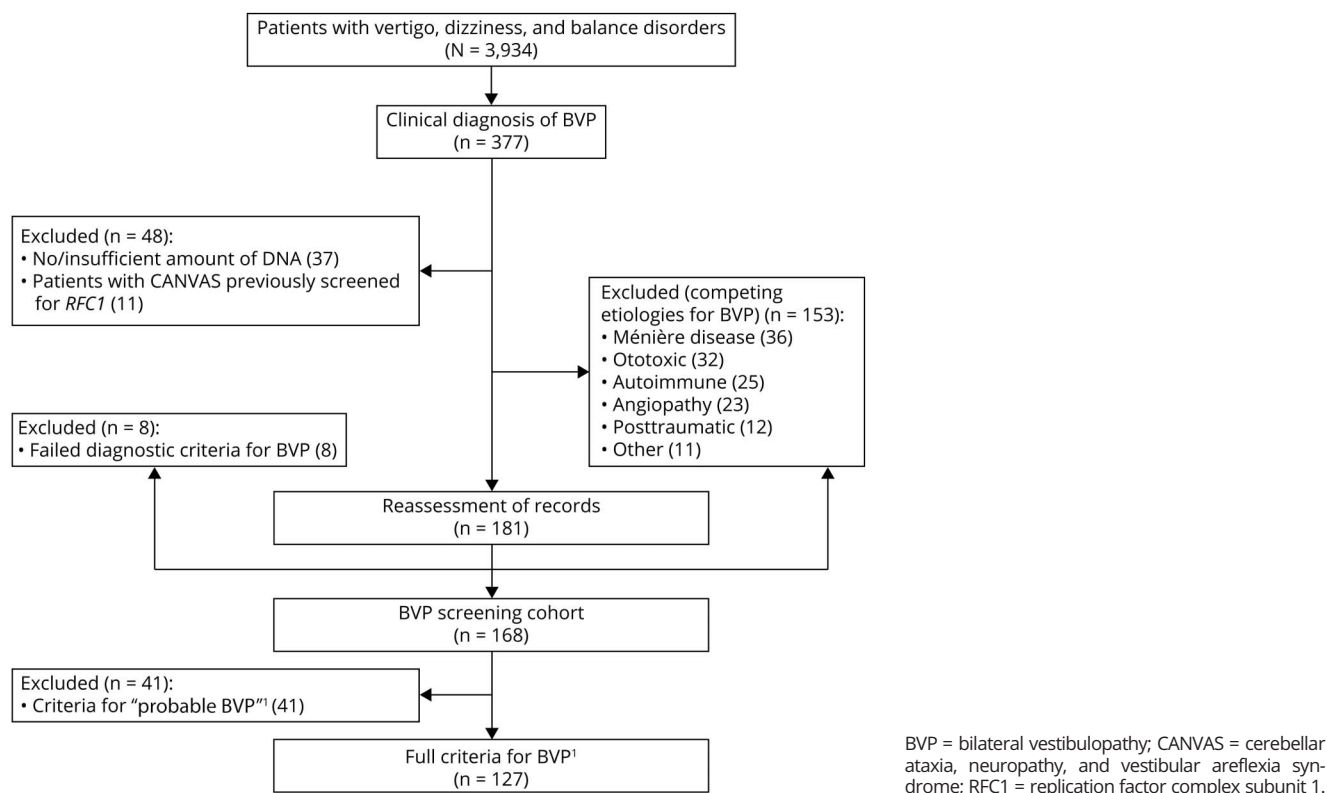 Patients with vertigo, dizziness, and balance disorders
(N = 3,934)
Clinical diagnosis of BVP
(n = 377)
Excluded (n = 48):
• No/insufficient amount of DNA (37)
• Patients with CANVAS previously screened
for RFC1 (11)
Excluded (competing
etiologies for BVP) (n = 153):
• Ménière disease (36)
• Ototoxic (32)
• Autoimmune (25)
• Angiopathy (23)
• Posttraumatic (12)
• Other (11)
Excluded (n = 8):
• Failed diagnostic criteria for BVP (8)
Reassessment of records
(n = 181)
BVP screening cohort
(n = 168)
Excluded (n = 41):
• Criteria for “probable BVP”¹ (41)
Full criteria for BVP¹
(n = 127)
BVP = bilateral vestibulopathy; CANVAS = cerebellar
ataxia, neuropathy, and vestibular areflexia syn-
drome; RFC1 = replication factor complex subunit 1.